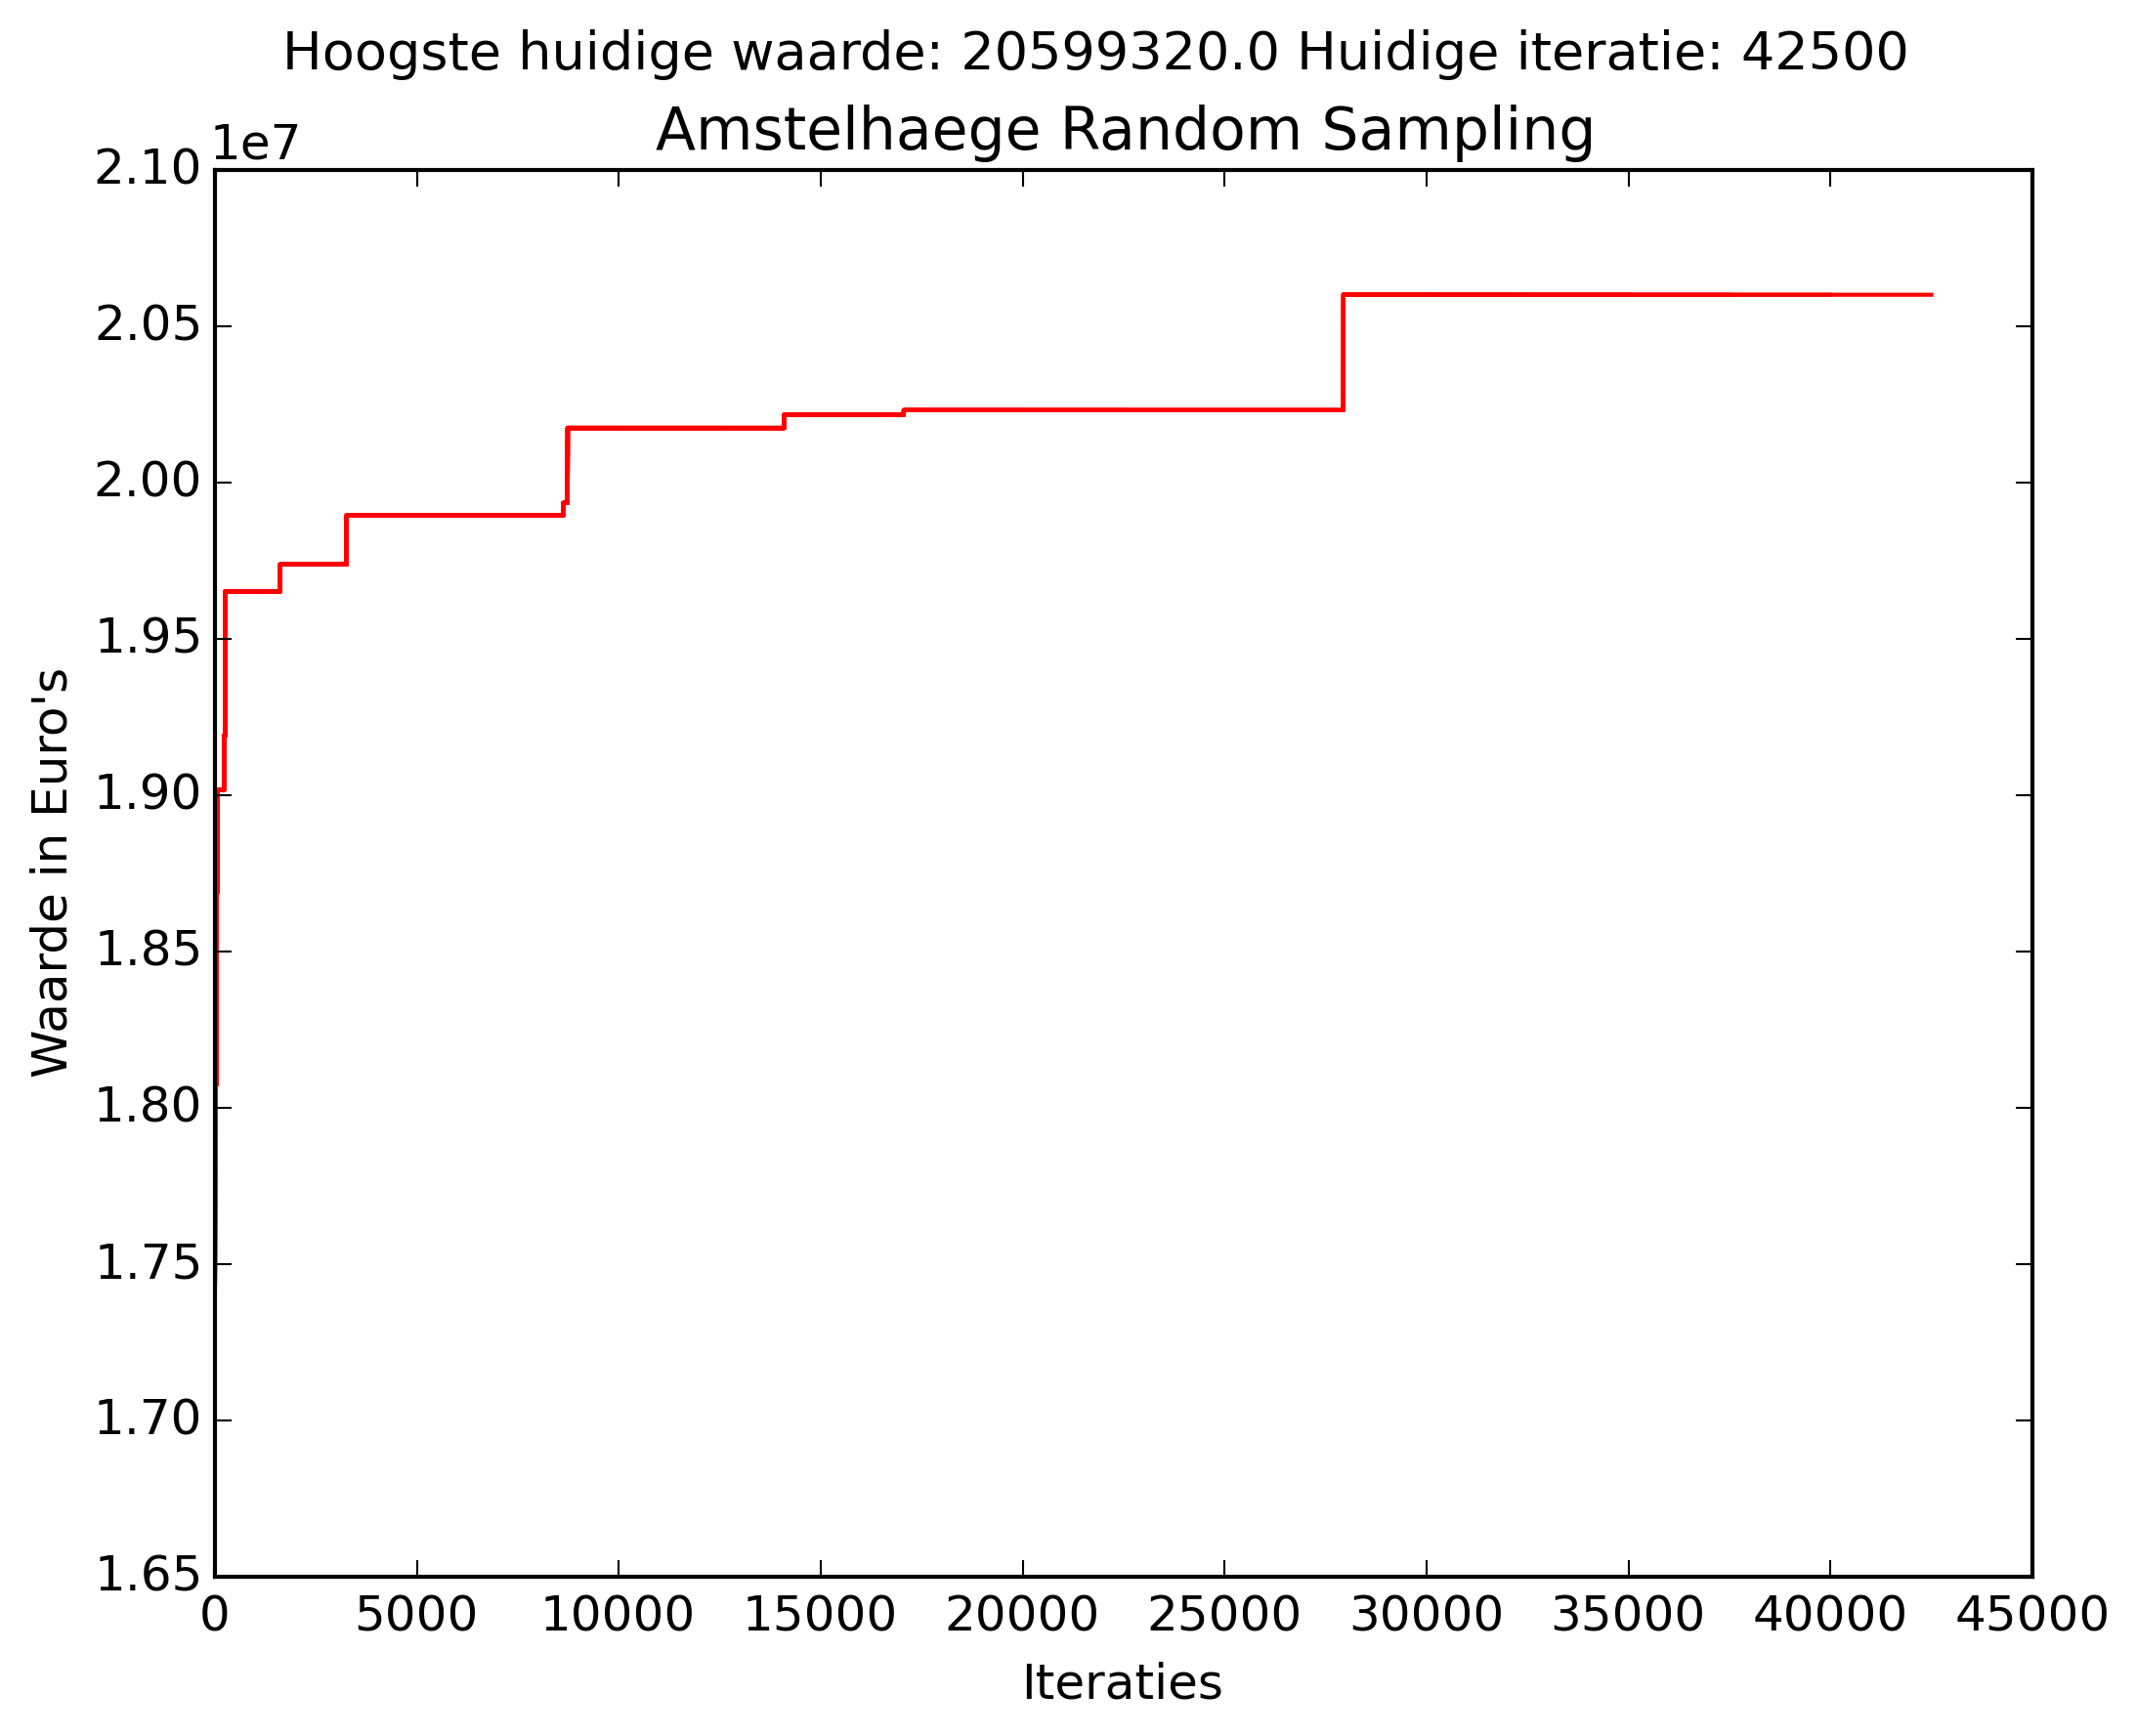 Hoogste huidige waarde: 20599320.0 Huidige iteratie: 42500
Amstelhaege Random Sampling
1e7
2.10
2.05
2.00
1.95
1.90
1.85
1.80
1.75
1.70
1.65
Waarde in Euro's
0 5000 10000 15000 20000 25000 30000 35000 40000 45000
Iteraties